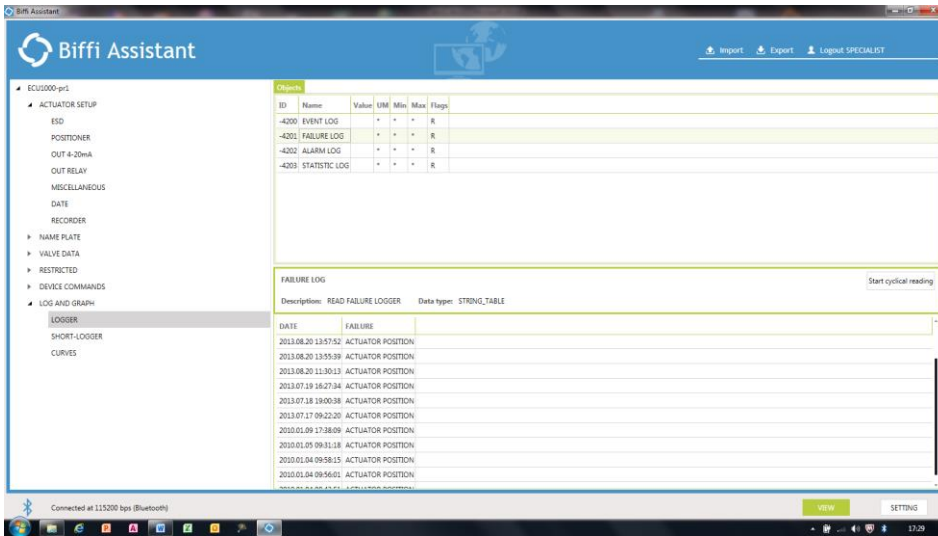 Biffi Assistant
Biffi Assistant
Import Export Logout SPECIALIST
ECU1000-pr1
ACTUATOR SETUP
ESD
POSITIONER
OUT 4-20mA
OUT RELAY
MISCELLANEOUS
DATE
RECORDER
NAME PLATE
VALVE DATA
RESTRICTED
DEVICE COMMANDS
LOG AND GRAPH
LOGGER
SHORT-LOGGER
CURVES
Objects
ID Name Value UM Min Max Flags
-4200 EVENT LOG * * * R
-4201 FAILURE LOG * * * R
-4202 ALARM LOG * * * R
-4203 STATISTIC LOG * * * R
FAILURE LOG
Start cyclical reading
Description: READ FAILURE LOGGER Data type: STRING_TABLE
DATE FAILURE
2013.08.20 13:57:52 ACTUATOR POSITION
2013.08.20 13:55:39 ACTUATOR POSITION
2013.08.20 11:30:13 ACTUATOR POSITION
2013.07.19 16:27:34 ACTUATOR POSITION
2013.07.18 19:00:38 ACTUATOR POSITION
2013.07.17 09:22:20 ACTUATOR POSITION
2010.01.09 17:38:09 ACTUATOR POSITION
2010.01.05 09:31:18 ACTUATOR POSITION
2010.01.04 09:58:15 ACTUATOR POSITION
2010.01.04 09:56:01 ACTUATOR POSITION
Connected at 115200 bps (Bluetooth)
VIEW SETTING
17:29